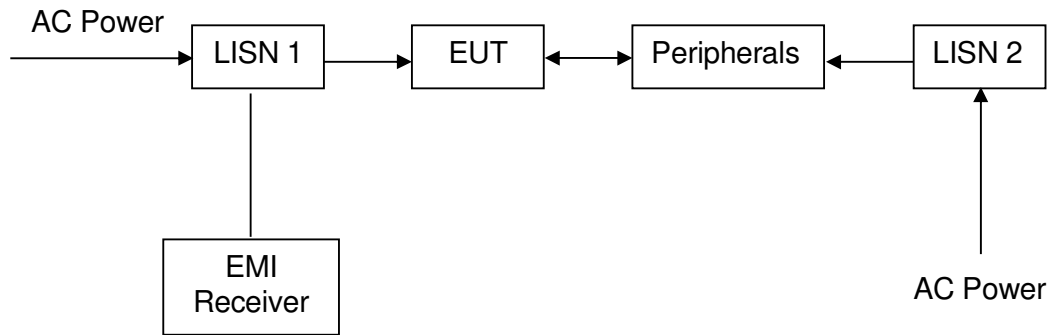 AC Power
LISN 1
EUT
Peripherals
LISN 2
EMI
Receiver
AC Power